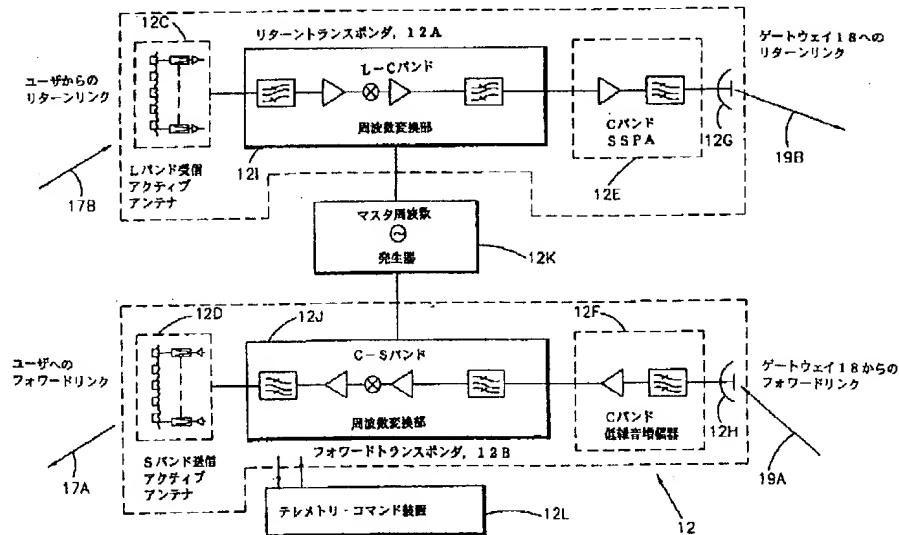 12C
リターントランスポンダ, 12A
ゲートウェイ18への
リターンリンク
ユーザからの
リターンリンク
L-Cバンド
周波数変換部
Cバンド
SSPA
12G
19B
Lバンド受信
アクティブ
アンテナ
17B
12I
12E
マスタ周波数
発生器
12K
12D
12J
12F
ユーザへの
フォワードリンク
C-Sバンド
周波数変換部
ゲートウェイ18からの
フォワードリンク
Cバンド
低雑音増幅器
12H
17A
Sバンド送信
アクティブ
アンテナ
フォワードトランスポンダ, 12B
19A
テレメトリ・コマンド装置
12L
12